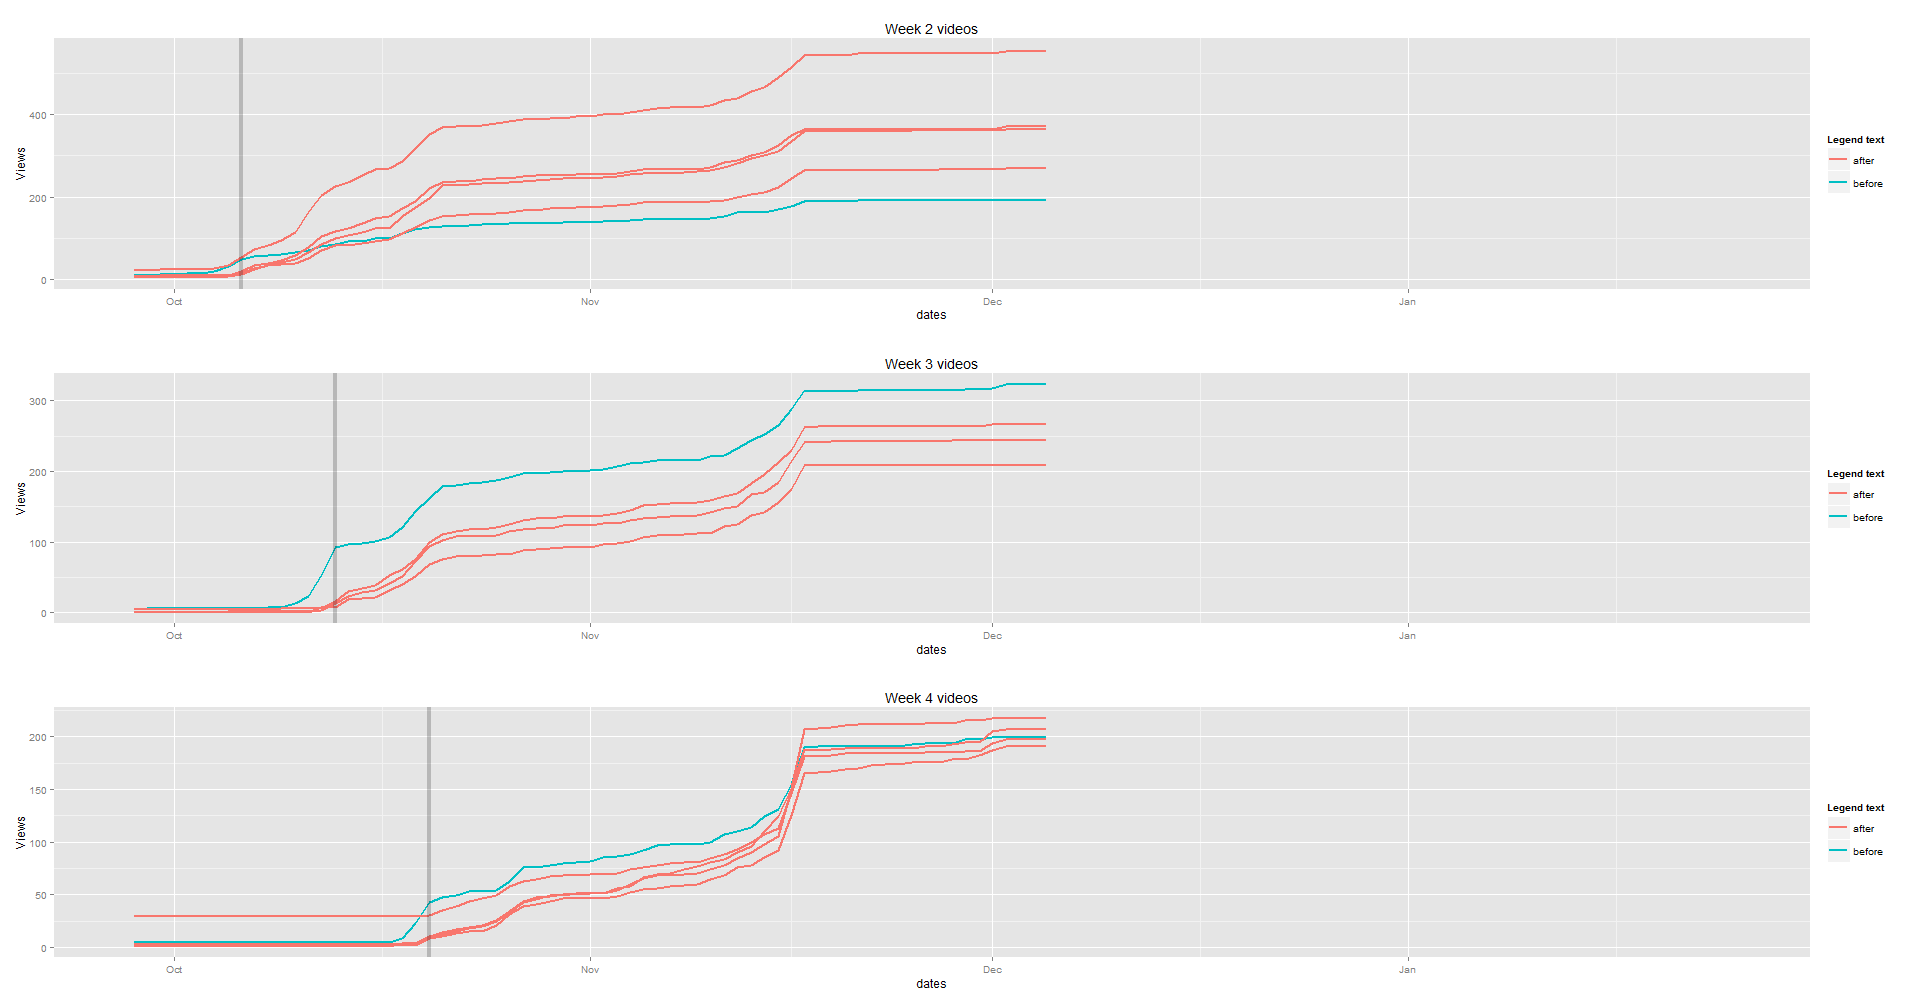 Week 2 videos
Views
400
200
0
Oct
Nov
Dec
Jan
dates
Legend text
after
before
Week 3 videos
Views
300
200
100
0
Oct
Nov
Dec
Jan
dates
Legend text
after
before
Week 4 videos
Views
200
150
100
50
0
Oct
Nov
Dec
Jan
dates
Legend text
after
before